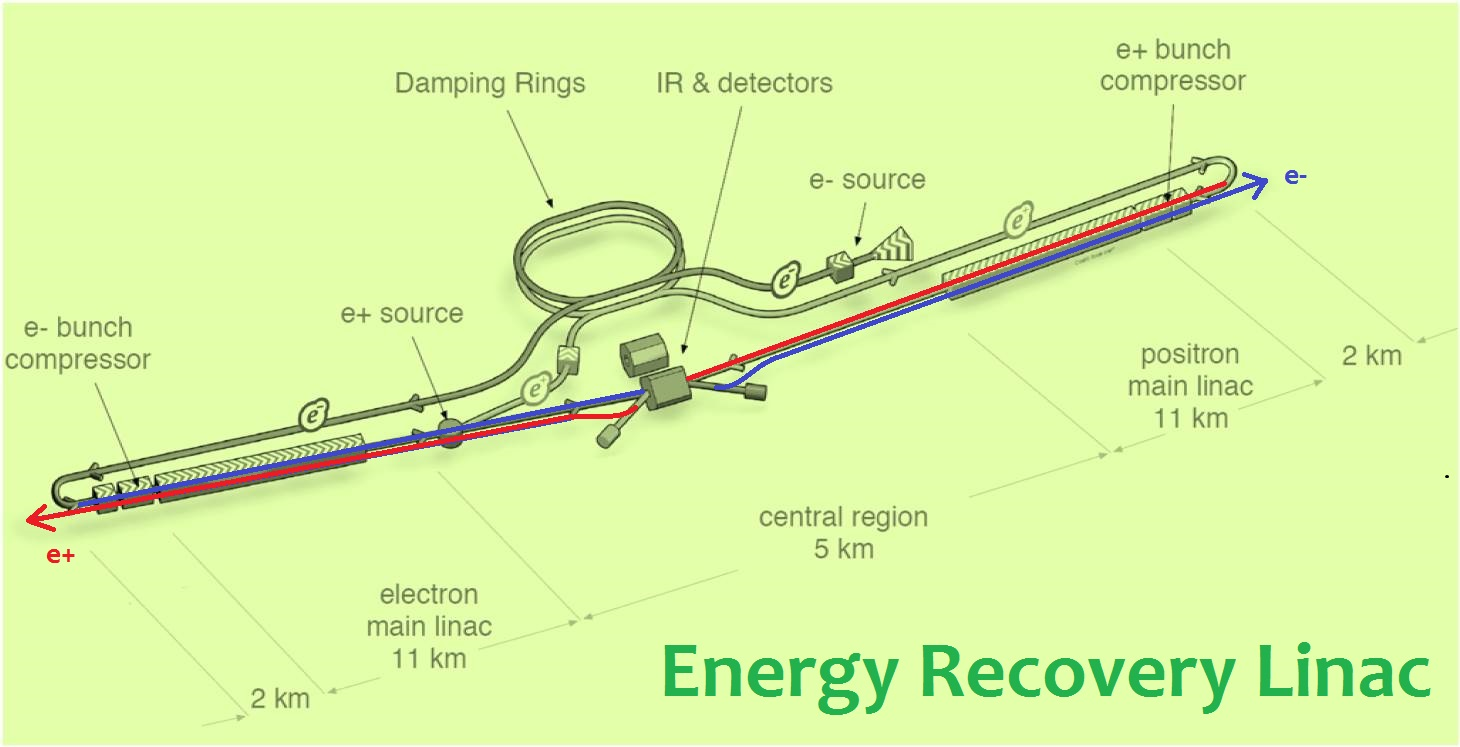 e+ bunch
compressor
Damping Rings
IR & detectors
e- source
e-
e+
e-
e+ source
e- bunch
compressor
e+
e-
positron
main linac
11 km
2 km
central region
5 km
e+
electron
main linac
11 km
2 km
Energy Recovery Linac